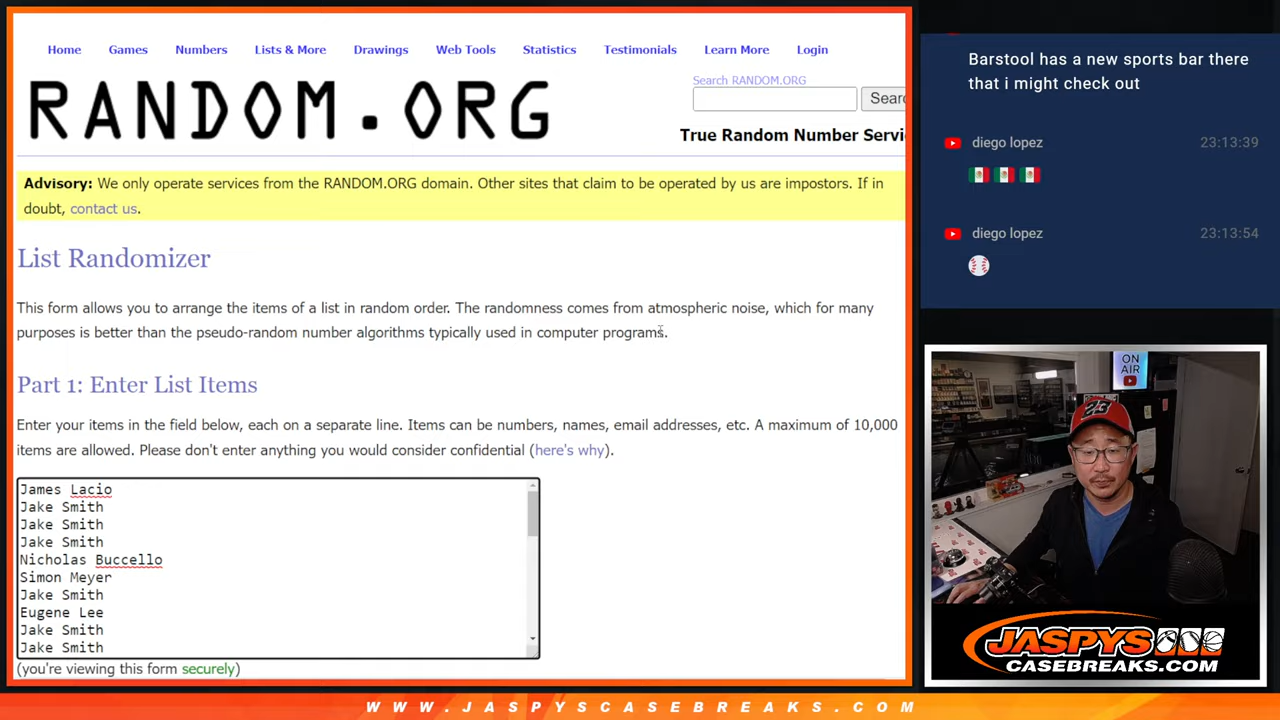 Home Games Numbers Lists & More Drawings Web Tools Statistics Testimonials Learn More Login
RANDOM.ORG
Search RANDOM.ORG
Searc
True Random Number Servi
Advisory: We only operate services from the RANDOM.ORG domain. Other sites that claim to be operated by us are impostors. If in
doubt, contact us.
List Randomizer
This form allows you to arrange the items of a list in random order. The randomness comes from atmospheric noise, which for many
purposes is better than the pseudo-random number algorithms typically used in computer programs.
Part 1: Enter List Items
Enter your items in the field below, each on a separate line. Items can be numbers, names, email addresses, etc. A maximum of 10,000
items are allowed. Please don't enter anything you would consider confidential (here's why).
James Lacio
Jake Smith
Jake Smith
Jake Smith
Nicholas Buccello
Simon Meyer
Jake Smith
Eugene Lee
Jake Smith
Jake Smith
(you're viewing this form securely)
Barstool has a new sports bar there
that i might check out
diego lopez 23:13:39
diego lopez 23:13:54
ON
AIR
JASPYS
CASEBREAKS.COM
WWW.JASPYSCASEBREAKS.COM